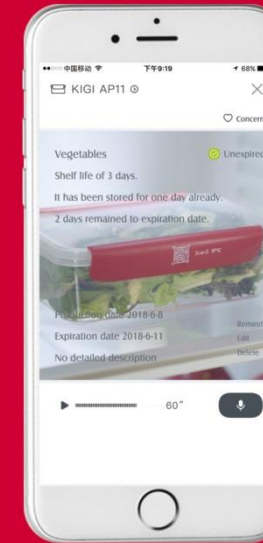 中国移动 下午9:19 68%
KIGI AP11
Concern
Vegetables Unexpired
Shelf life of 3 days.
It has been stored for one day already.
2 days remained to expiration date.
Production date 2018-6-8
Expiration date 2018-6-11
No detailed description
Remind
Edit
Delete
60"